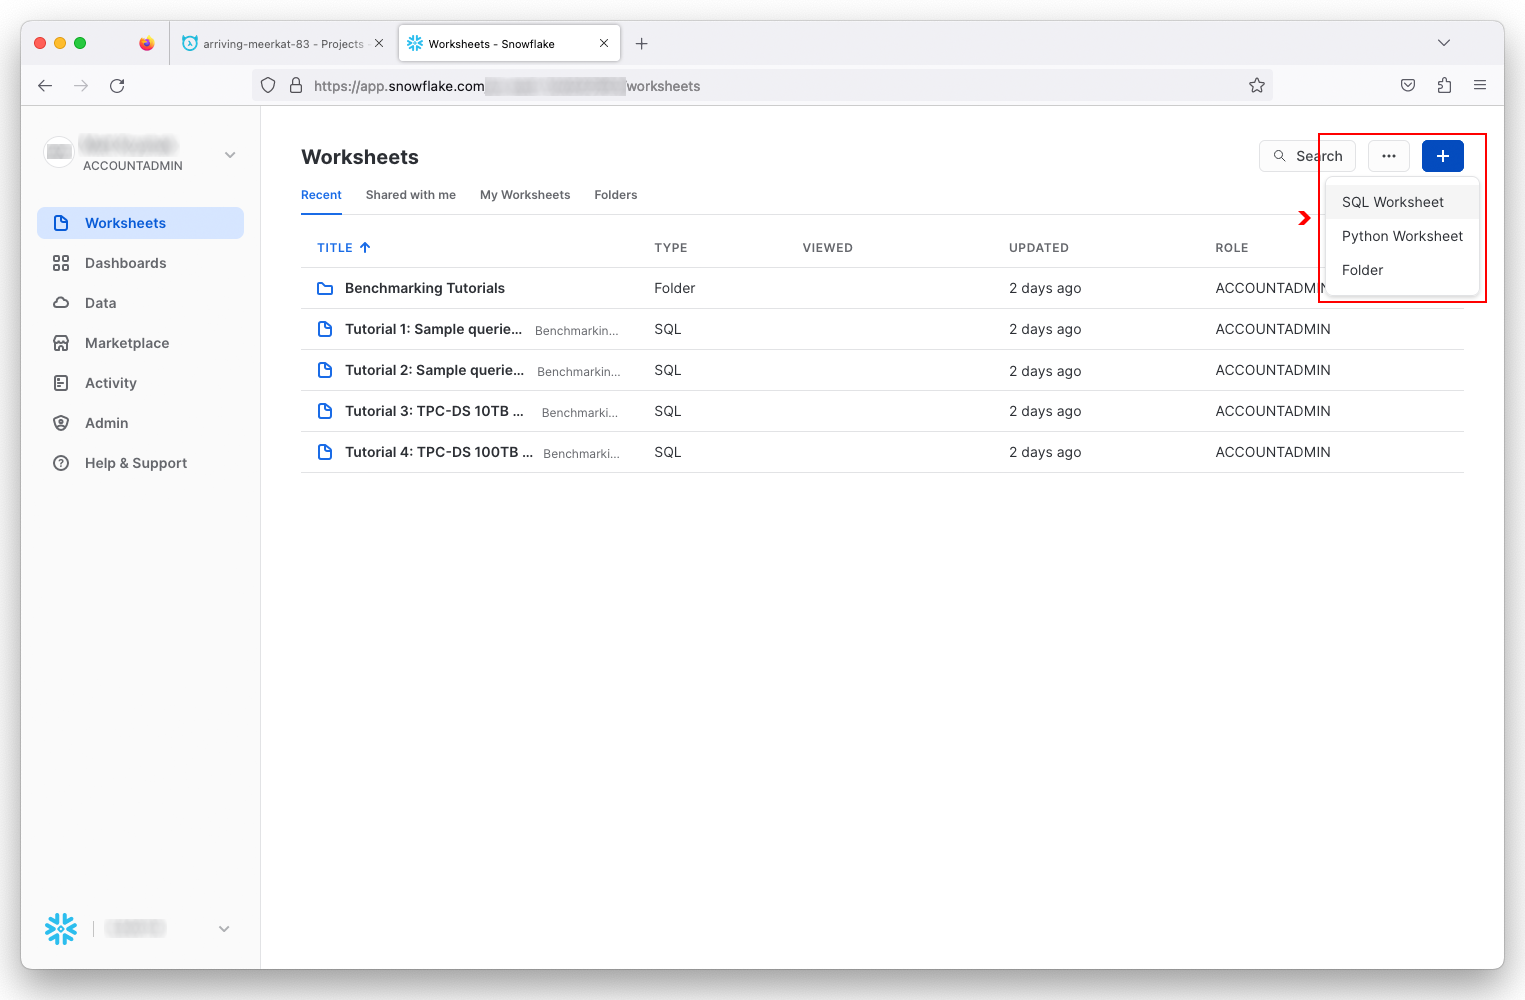 arriving-meerkat-83 - Projects
Worksheets - Snowflake
https://app.snowflake.com
/worksheets
ACCOUNTADMIN
Worksheets
Dashboards
Data
Marketplace
Activity
Admin
Help & Support
Worksheets
Search
SQL Worksheet
Python Worksheet
Folder
Recent Shared with me My Worksheets Folders
TITLE TYPE VIEWED UPDATED ROLE
Benchmarking Tutorials Folder 2 days ago ACCOUNTADMIN
Tutorial 1: Sample querie... Benchmarkin... SQL 2 days ago ACCOUNTADMIN
Tutorial 2: Sample querie... Benchmarkin... SQL 2 days ago ACCOUNTADMIN
Tutorial 3: TPC-DS 10TB ... Benchmarki... SQL 2 days ago ACCOUNTADMIN
Tutorial 4: TPC-DS 100TB ... Benchmarki... SQL 2 days ago ACCOUNTADMIN